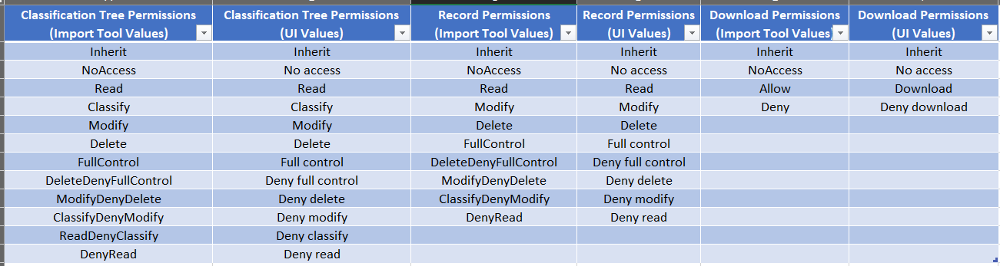 Classification Tree Permissions (Import Tool Values) Classification Tree Permissions (UI Values) Record Permissions (Import Tool Values) Record Permissions (UI Values) Download Permissions (Import Tool Values) Download Permissions (UI Values)
Inherit Inherit Inherit Inherit Inherit Inherit
NoAccess No access NoAccess No access NoAccess No access
Read Read Read Read Allow Download
Classify Classify Modify Modify Deny Deny download
Modify Modify Delete Delete
Delete Delete FullControl Full control
FullControl Full control DeleteDenyFullControl Deny full control
DeleteDenyFullControl Deny full control ModifyDenyDelete Deny delete
ModifyDenyDelete Deny delete ClassifyDenyModify Deny modify
ClassifyDenyModify Deny modify DenyRead Deny read
ReadDenyClassify Deny classify
DenyRead Deny read